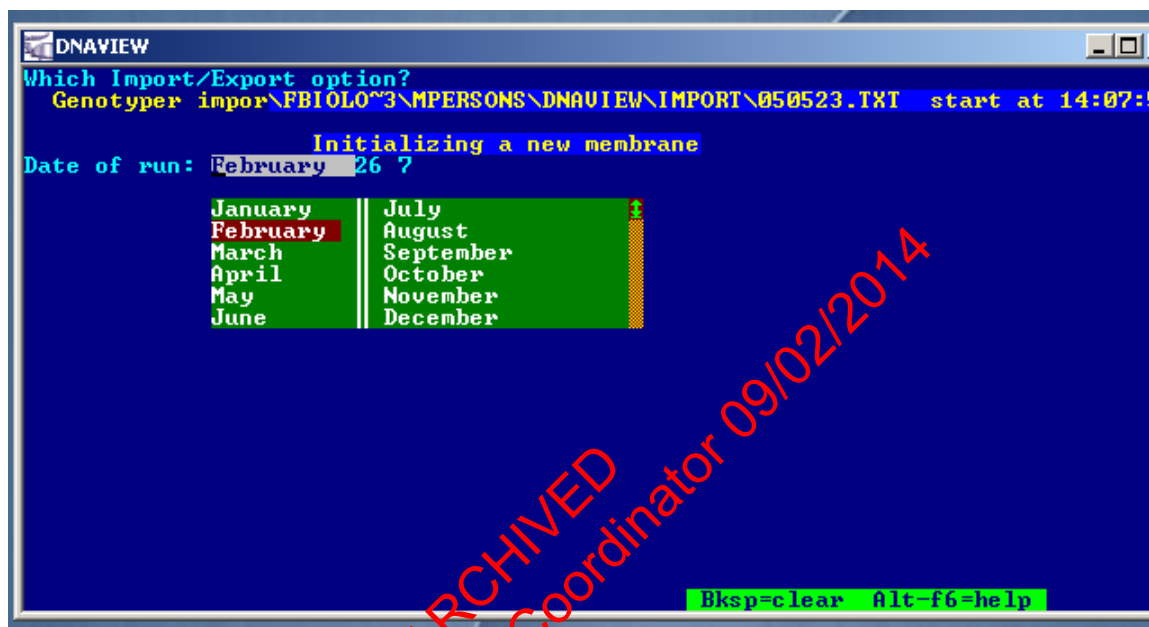 DNAVIEW
Which Import/Export option?
Genotyper impor\FBIOLO~3\MPERSONS\DNAVIEW\IMPORT\050523.TXT start at 14:07:
Initializing a new membrane
Date of run: February 26 7
January July
February August
March September
April October
May November
June December
RCHIVED
Coordinator 09/02/2014
Bksp=clear Alt-f6=help